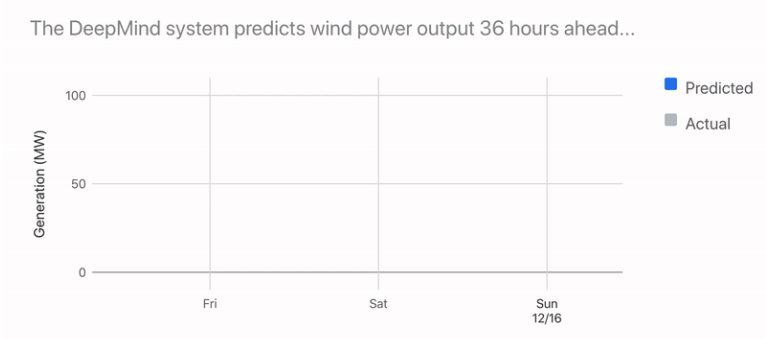 The DeepMind system predicts wind power output 36 hours ahead...
Predicted
Actual
Generation (MW)
100
50
0
Fri
Sat
Sun
12/16